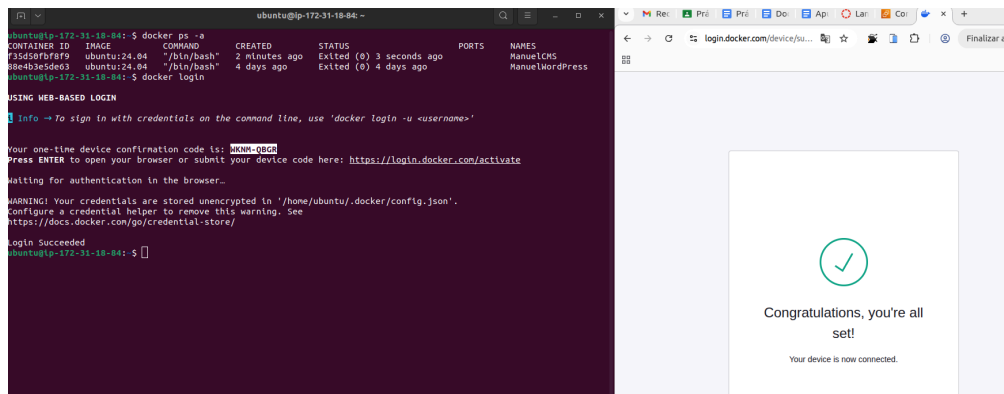 ubuntu@ip-172-31-18-84: ~
ubuntu@ip-172-31-18-84:~$ docker ps -a
CONTAINER ID IMAGE COMMAND CREATED STATUS PORTS NAMES
f35d50fbf8f9 ubuntu:24.04 "/bin/bash" 2 minutes ago Exited (0) 3 seconds ago ManuelCMS
88e4b3e5de63 ubuntu:24.04 "/bin/bash" 4 days ago Exited (0) 4 days ago ManuelWordPress
ubuntu@ip-172-31-18-84:~$ docker login
USING WEB-BASED LOGIN
i Info → To sign in with credentials on the command line, use 'docker login -u <username>'
Your one-time device confirmation code is: WKNM-QBGR
Press ENTER to open your browser or submit your device code here: https://login.docker.com/activate
Waiting for authentication in the browser…
WARNING! Your credentials are stored unencrypted in '/home/ubuntu/.docker/config.json'.
Configure a credential helper to remove this warning. See
https://docs.docker.com/go/credential-store/
Login Succeeded
ubuntu@ip-172-31-18-84:~$
Rec Prá Prá Do Api Lan Cor
login.docker.com/device/su... Finalizar a
Congratulations, you're all
set!
Your device is now connected.